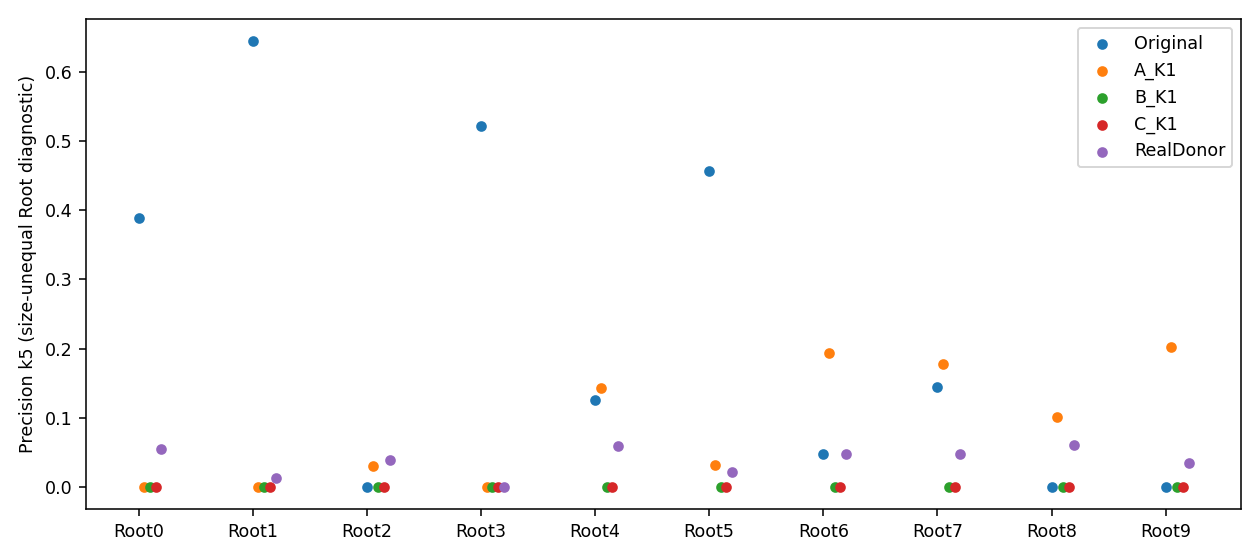 Precision k5 (size-unequal Root diagnostic)
0.6
0.5
0.4
0.3
0.2
0.1
0.0
Root0 Root1 Root2 Root3 Root4 Root5 Root6 Root7 Root8 Root9
Original
A_K1
B_K1
C_K1
RealDonor